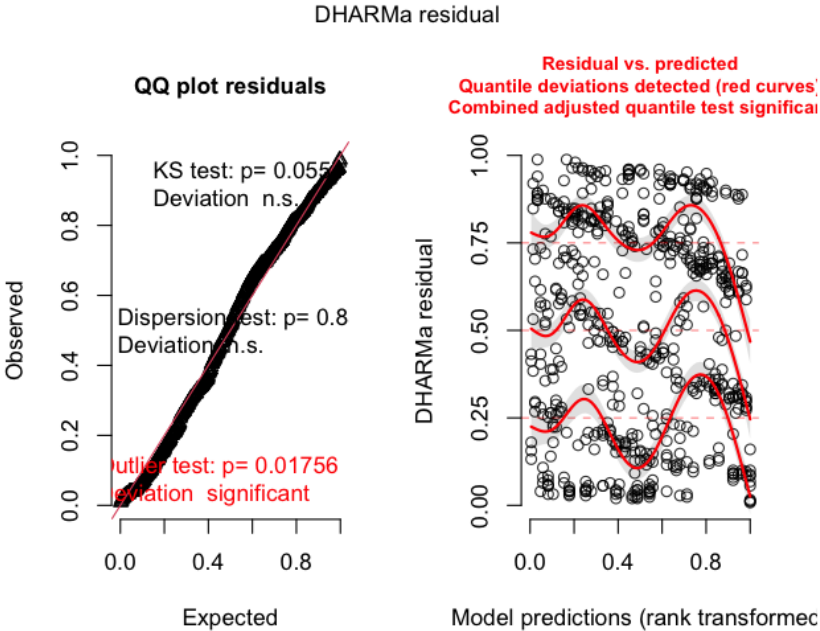 DHARMa residual
QQ plot residuals
KS test: p= 0.055
Deviation n.s.
Dispersion test: p= 0.8
Deviation n.s.
Outlier test: p= 0.01756
Deviation significant
Observed
0.0 0.2 0.4 0.6 0.8 1.0
0.0 0.4 0.8
Expected
Residual vs. predicted
Quantile deviations detected (red curves)
Combined adjusted quantile test significan
DHARMa residual
0.00 0.25 0.50 0.75 1.00
0.0 0.4 0.8
Model predictions (rank transformed